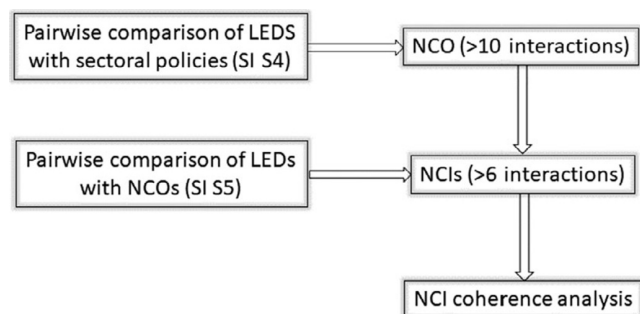 Pairwise comparison of LEDS
with sectoral policies (SI S4)
NCO (>10 interactions)
Pairwise comparison of LEDs
with NCOs (SI S5)
NCIs (>6 interactions)
NCI coherence analysis